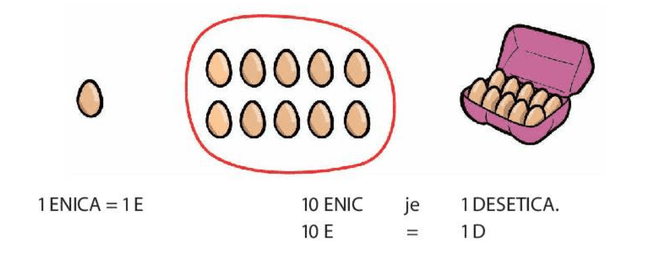 1 ENICA = 1 E
10 ENIC je 1 DESETICA.
10 E = 1 D